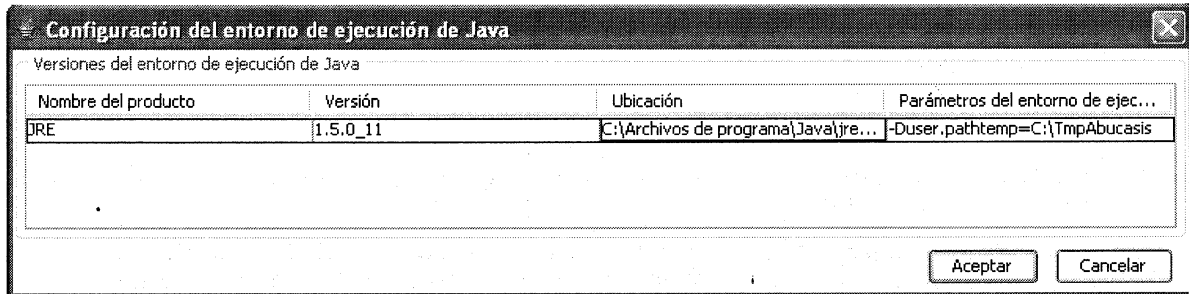 Configuración del entorno de ejecución de Java
Versiones del entorno de ejecución de Java
Nombre del producto Versión Ubicación Parámetros del entorno de ejec...
JRE 1.5.0_11 C:\Archivos de programa\Java\jre... -Duser.pathtemp=C:\TmpAbucasis
Aceptar Cancelar